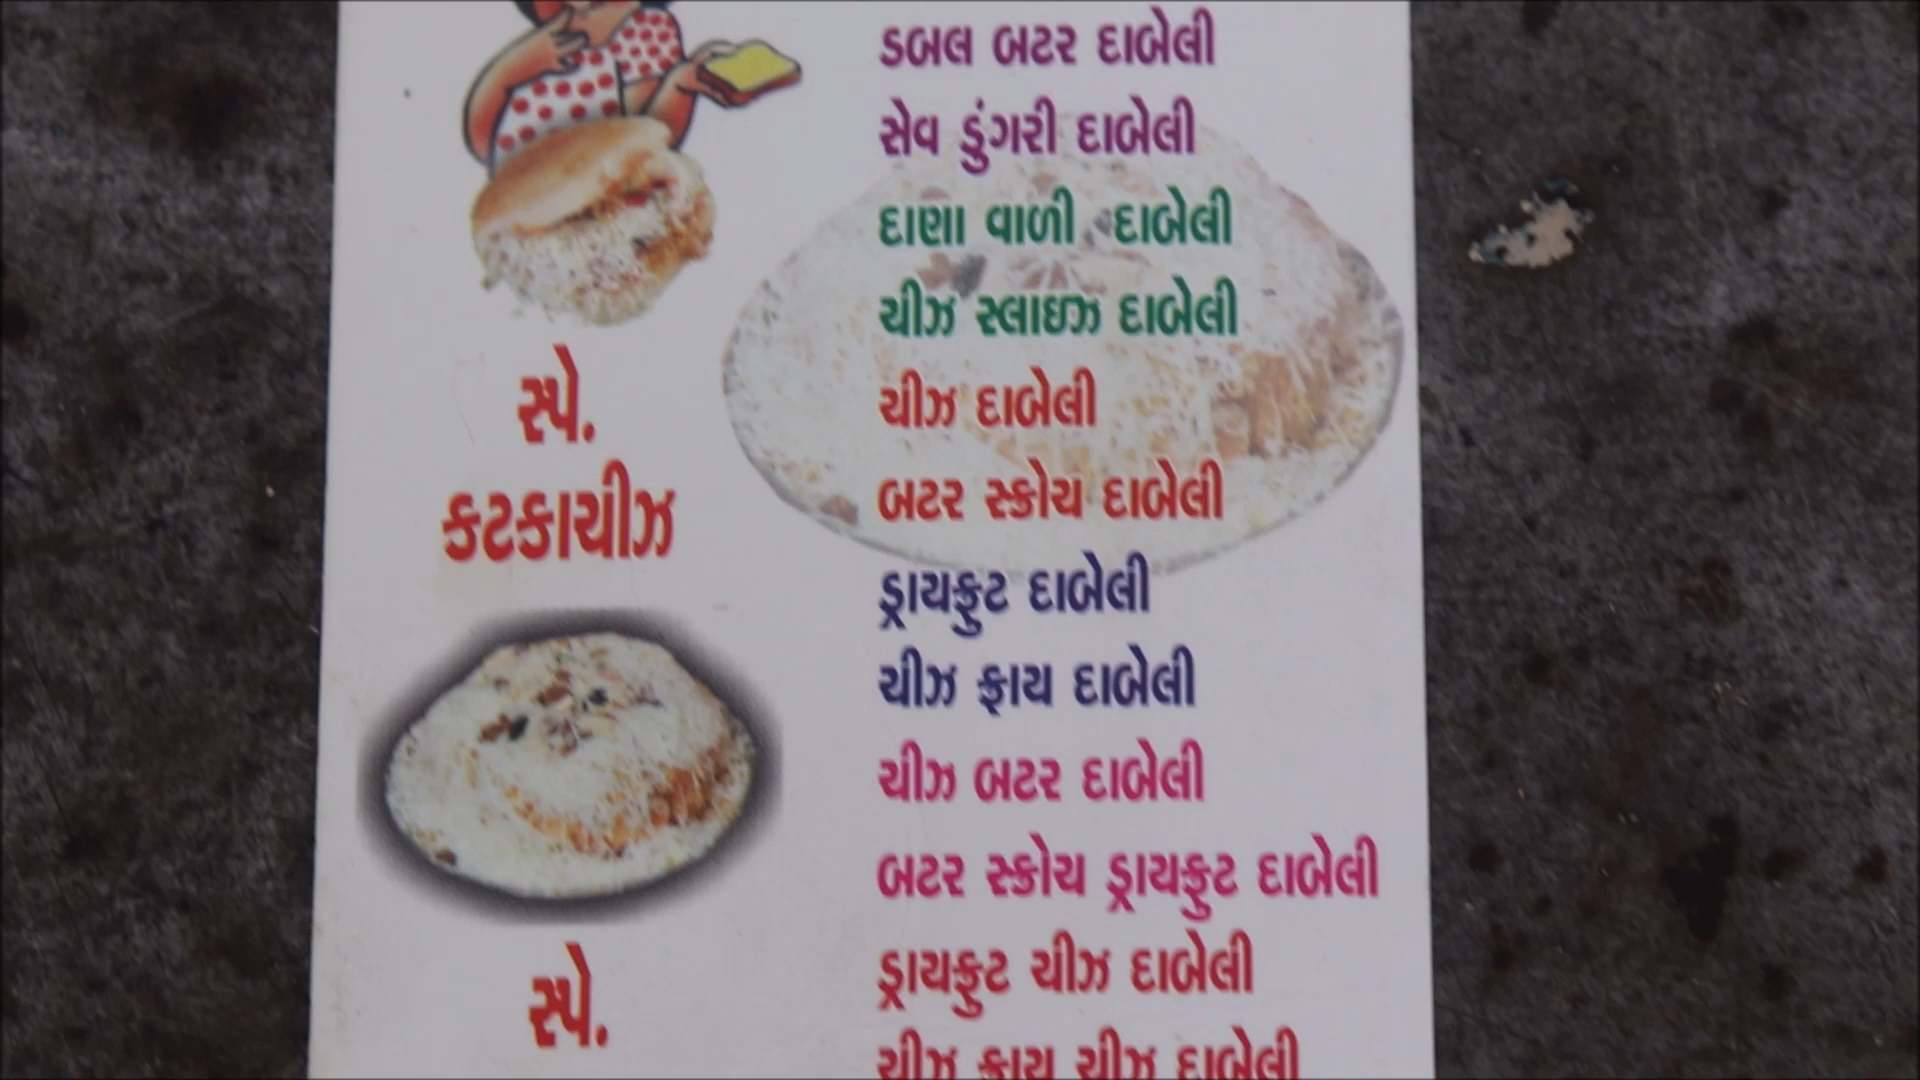 ડબલ બટર દાબેલી
સેવ ડુંગરી દાબેલી
દાણા વાળી દાબેલી
ચીઝ સ્લાઇઝ દાબેલી
ચીઝ દાબેલી
બટર સ્કોચ દાબેલી
ડ્રાયફ્રુટ દાબેલી
ચીઝ ફ્રાય દાબેલી
ચીઝ બટર દાબેલી
બટર સ્કોચ ડ્રાયફ્રુટ દાબેલી
ડ્રાયફ્રુટ ચીઝ દાબેલી
ચીઝ ફ્રાય ચીઝ દાબેલી
સ્પે.
કટકાચીઝ
સ્પે.